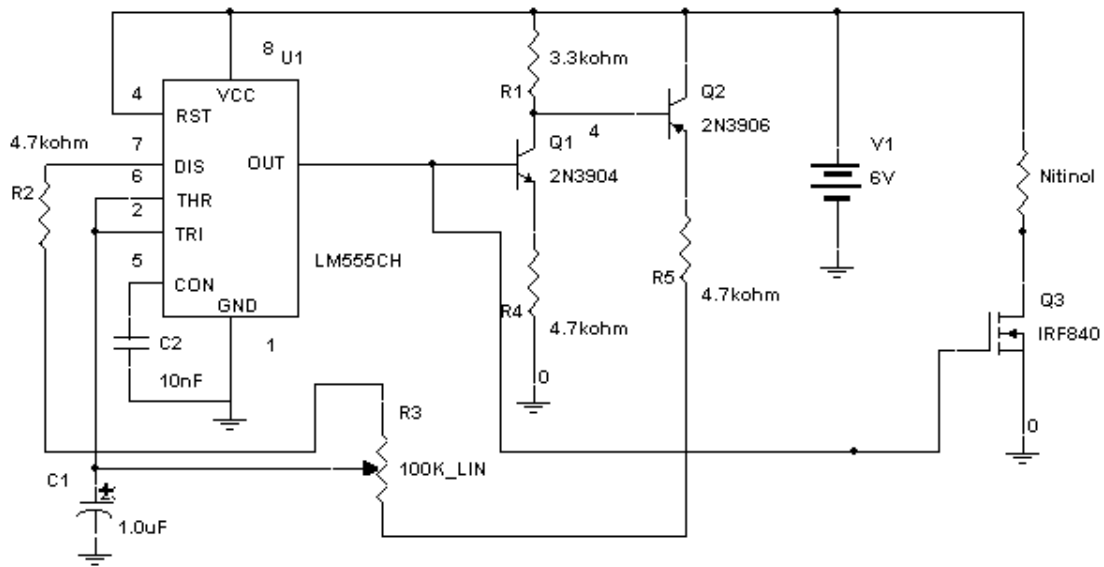 8 U1
3.3kohm
4
VCC
R1
Q2
RST
4
2N3906
4.7kohm
7
Q1
V1
DIS
OUT
6
2N3904
6V
Nitinol
R2
THR
2
TRI
5
LM555CH
R5
CON
R4
4.7kohm
Q3
GND
4.7kohm
C2
1
IRF840
10nF
0
R3
0
C1
100K_LIN
1.0uF